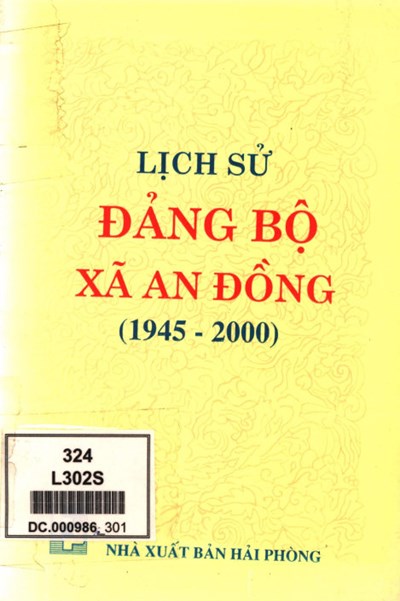 LỊCH SỬ
ĐẢNG BỘ
XÃ AN ĐỒNG
(1945 - 2000)
324
L302S
DC.000986_301
NHÀ XUẤT BẢN HẢI PHÒNG